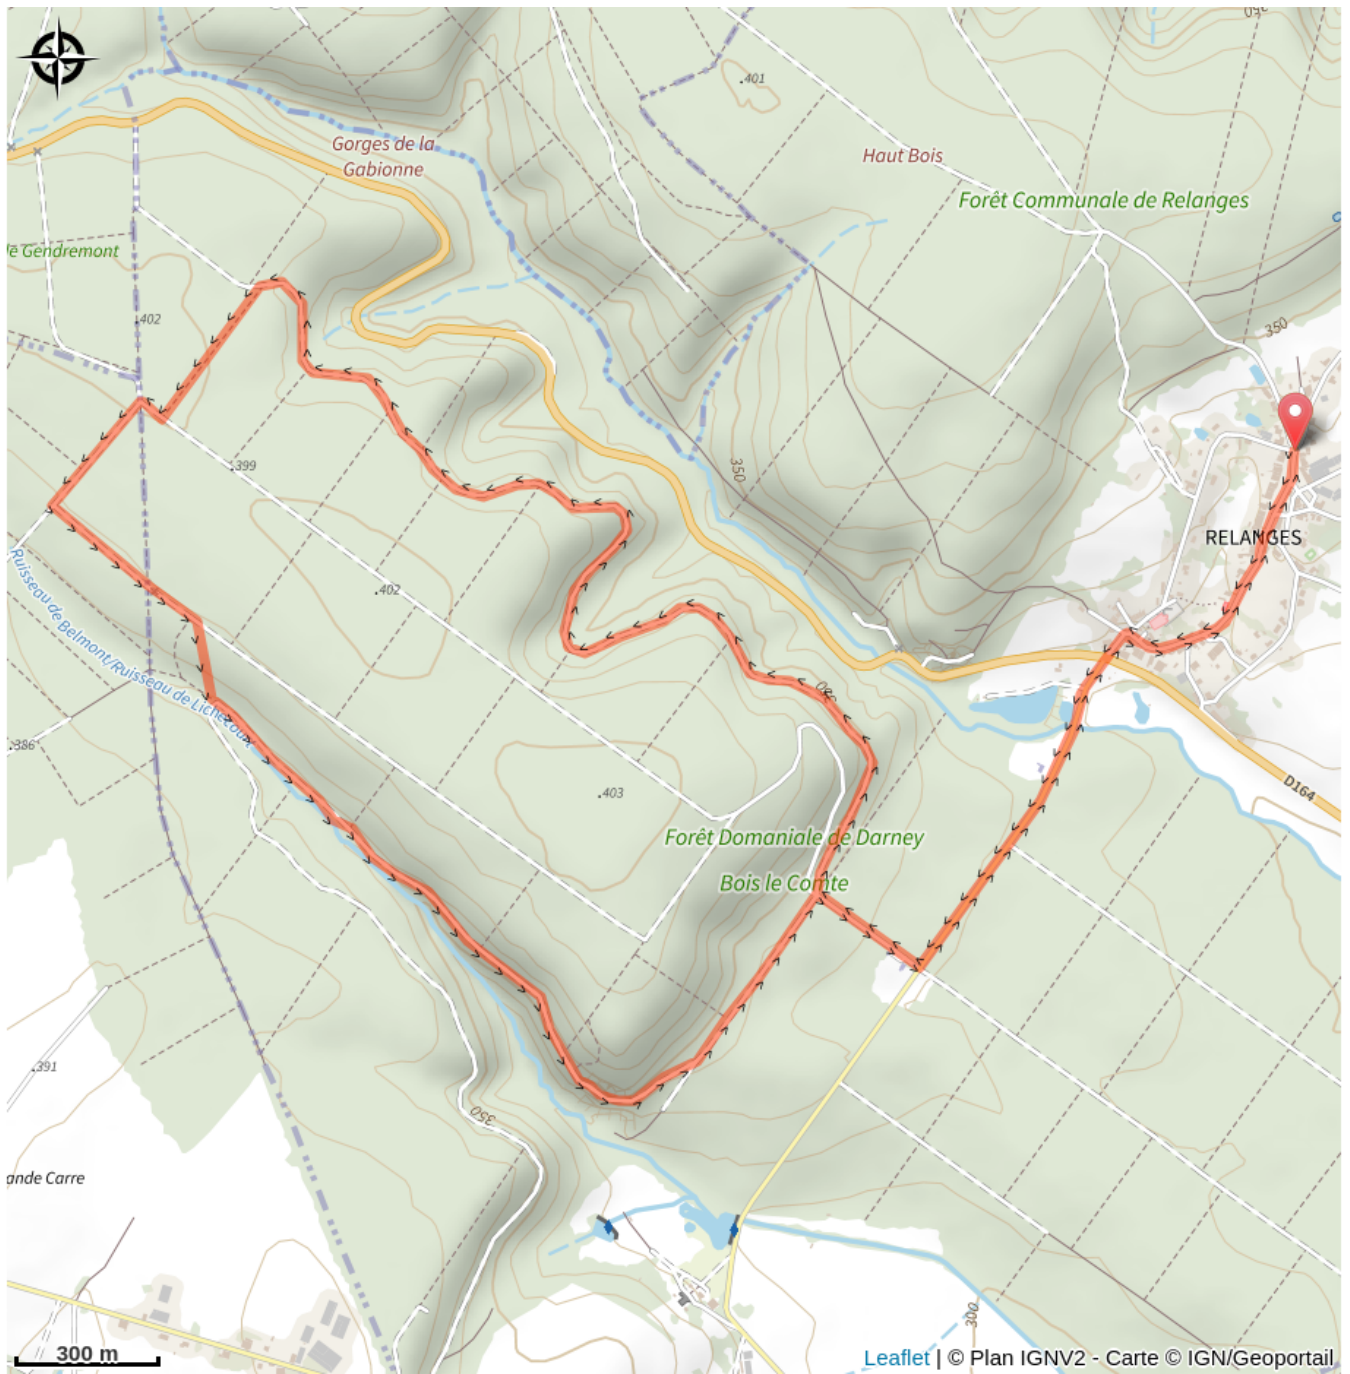 350
401
Gorges de la
Gabionne
Haut Bois
Forêt Communale de Relanges
Gendremont
402
350
399
350
RELANGES
402
Ruisseau de Belmont/Ruisseau de Lichecourt
386
403
D164
Forêt Domaniale de Darney
Bois le Comte
391
350
ande Carre
300
300 m
Leaflet | © Plan IGNV2 - Carte © IGN/Geoportail